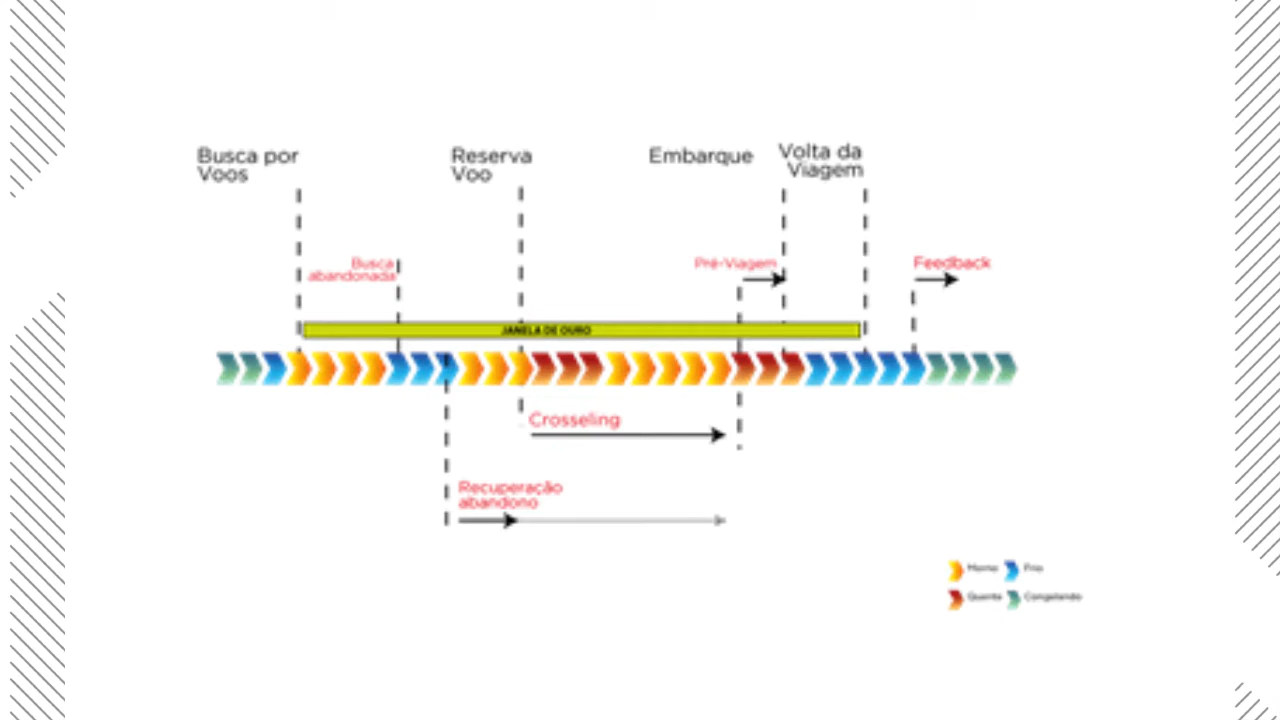 Busca por
Voos
Reserva
Voo
Embarque
Volta da
Viagem
Busca
abandonada
Pré-Viagem
Feedback
JANELA DE OURO
Crosseling
Recuperação
abandono
Morno
Frio
Quente
Congelando